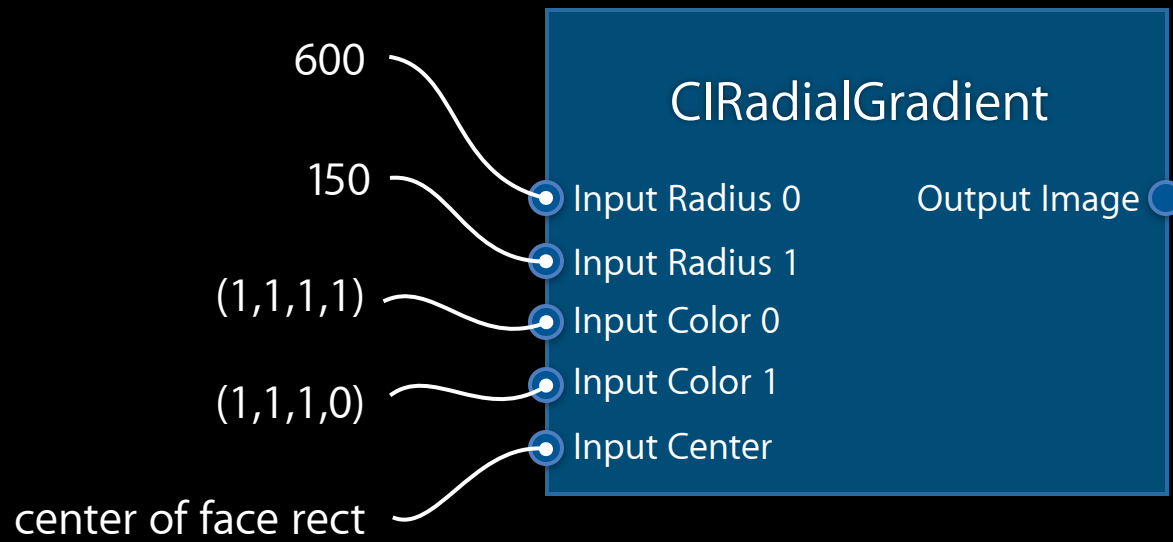 600
CIRadialGradient
150
Input Radius 0
Output Image
Input Radius 1
(1,1,1,1)
Input Color 0
Input Color 1
(1,1,1,0)
Input Center
center of face rect